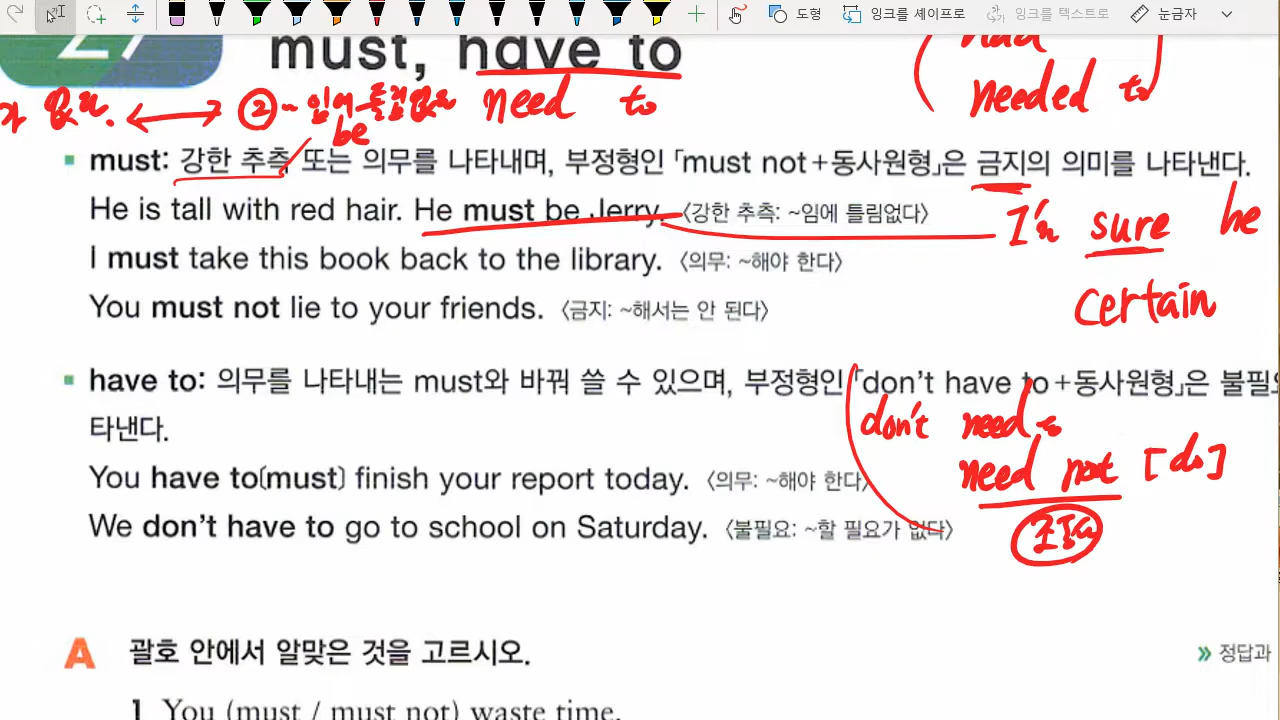 도형 잉크를 셰이프로 잉크를 텍스트로 눈금자
27 must, have to
had
needed to
없다. ② ~임에 틀림없다 need to
be
must: 강한 추측 또는 의무를 나타내며, 부정형인 「must not+동사원형」은 금지의 의미를 나타낸다.
He is tall with red hair. He must be Jerry. 〈강한 추측: ~임에 틀림없다〉
I'm sure he
I must take this book back to the library. 〈의무: ~해야 한다〉
certain
You must not lie to your friends. 〈금지: ~해서는 안 된다〉
have to: 의무를 나타내는 must와 바꿔 쓸 수 있으며, 부정형인 「don't have to+동사원형」은 불필요
타낸다.
don't need to
need not [do]
You have to(must) finish your report today. 〈의무: ~해야 한다〉
We don't have to go to school on Saturday. 〈불필요: ~할 필요가 없다〉
조동사
A 괄호 안에서 알맞은 것을 고르시오.
» 정답과
1 You (must / must not) waste time.